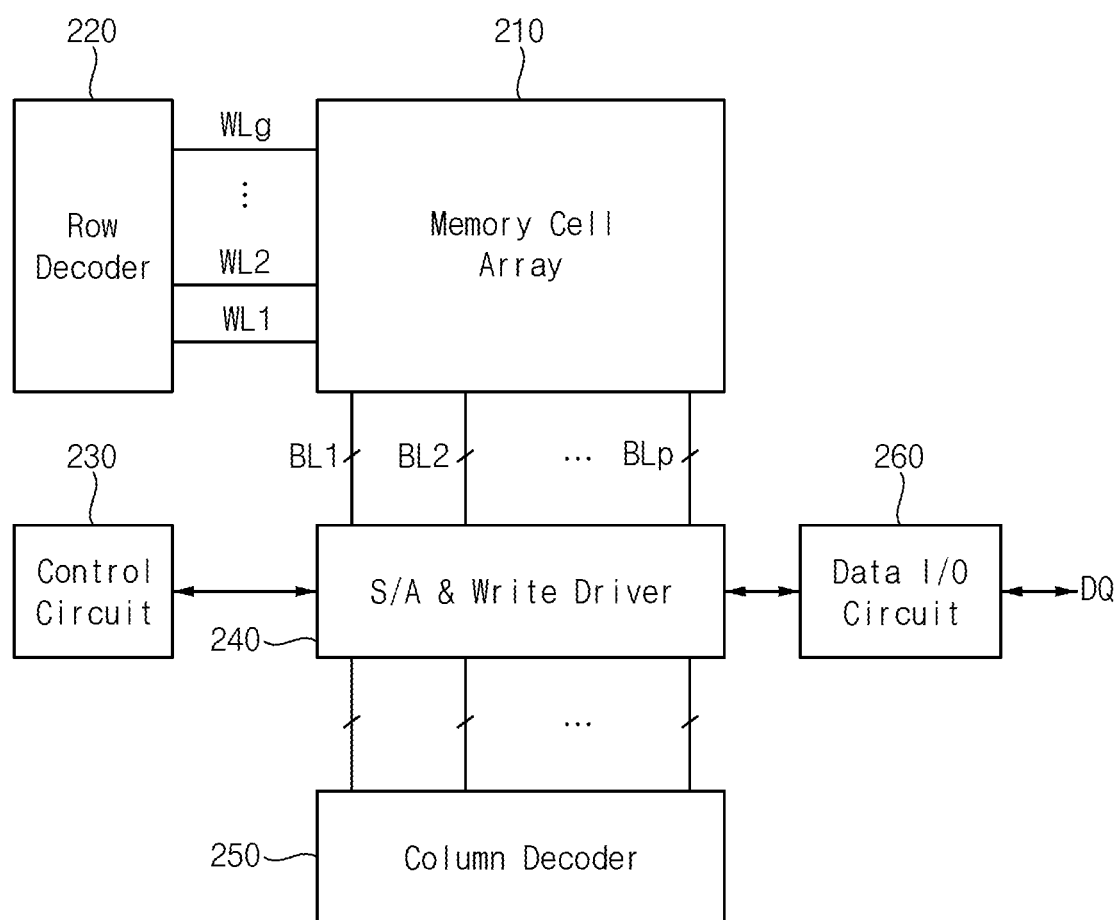 220
210
WLg
⋮
Row
Decoder
Memory Cell
Array
WL2
WL1
230
BL1
BL2
...
BLp
260
Control
Circuit
S/A & Write Driver
Data I/O
Circuit
DQ
240
...
250
Column Decoder